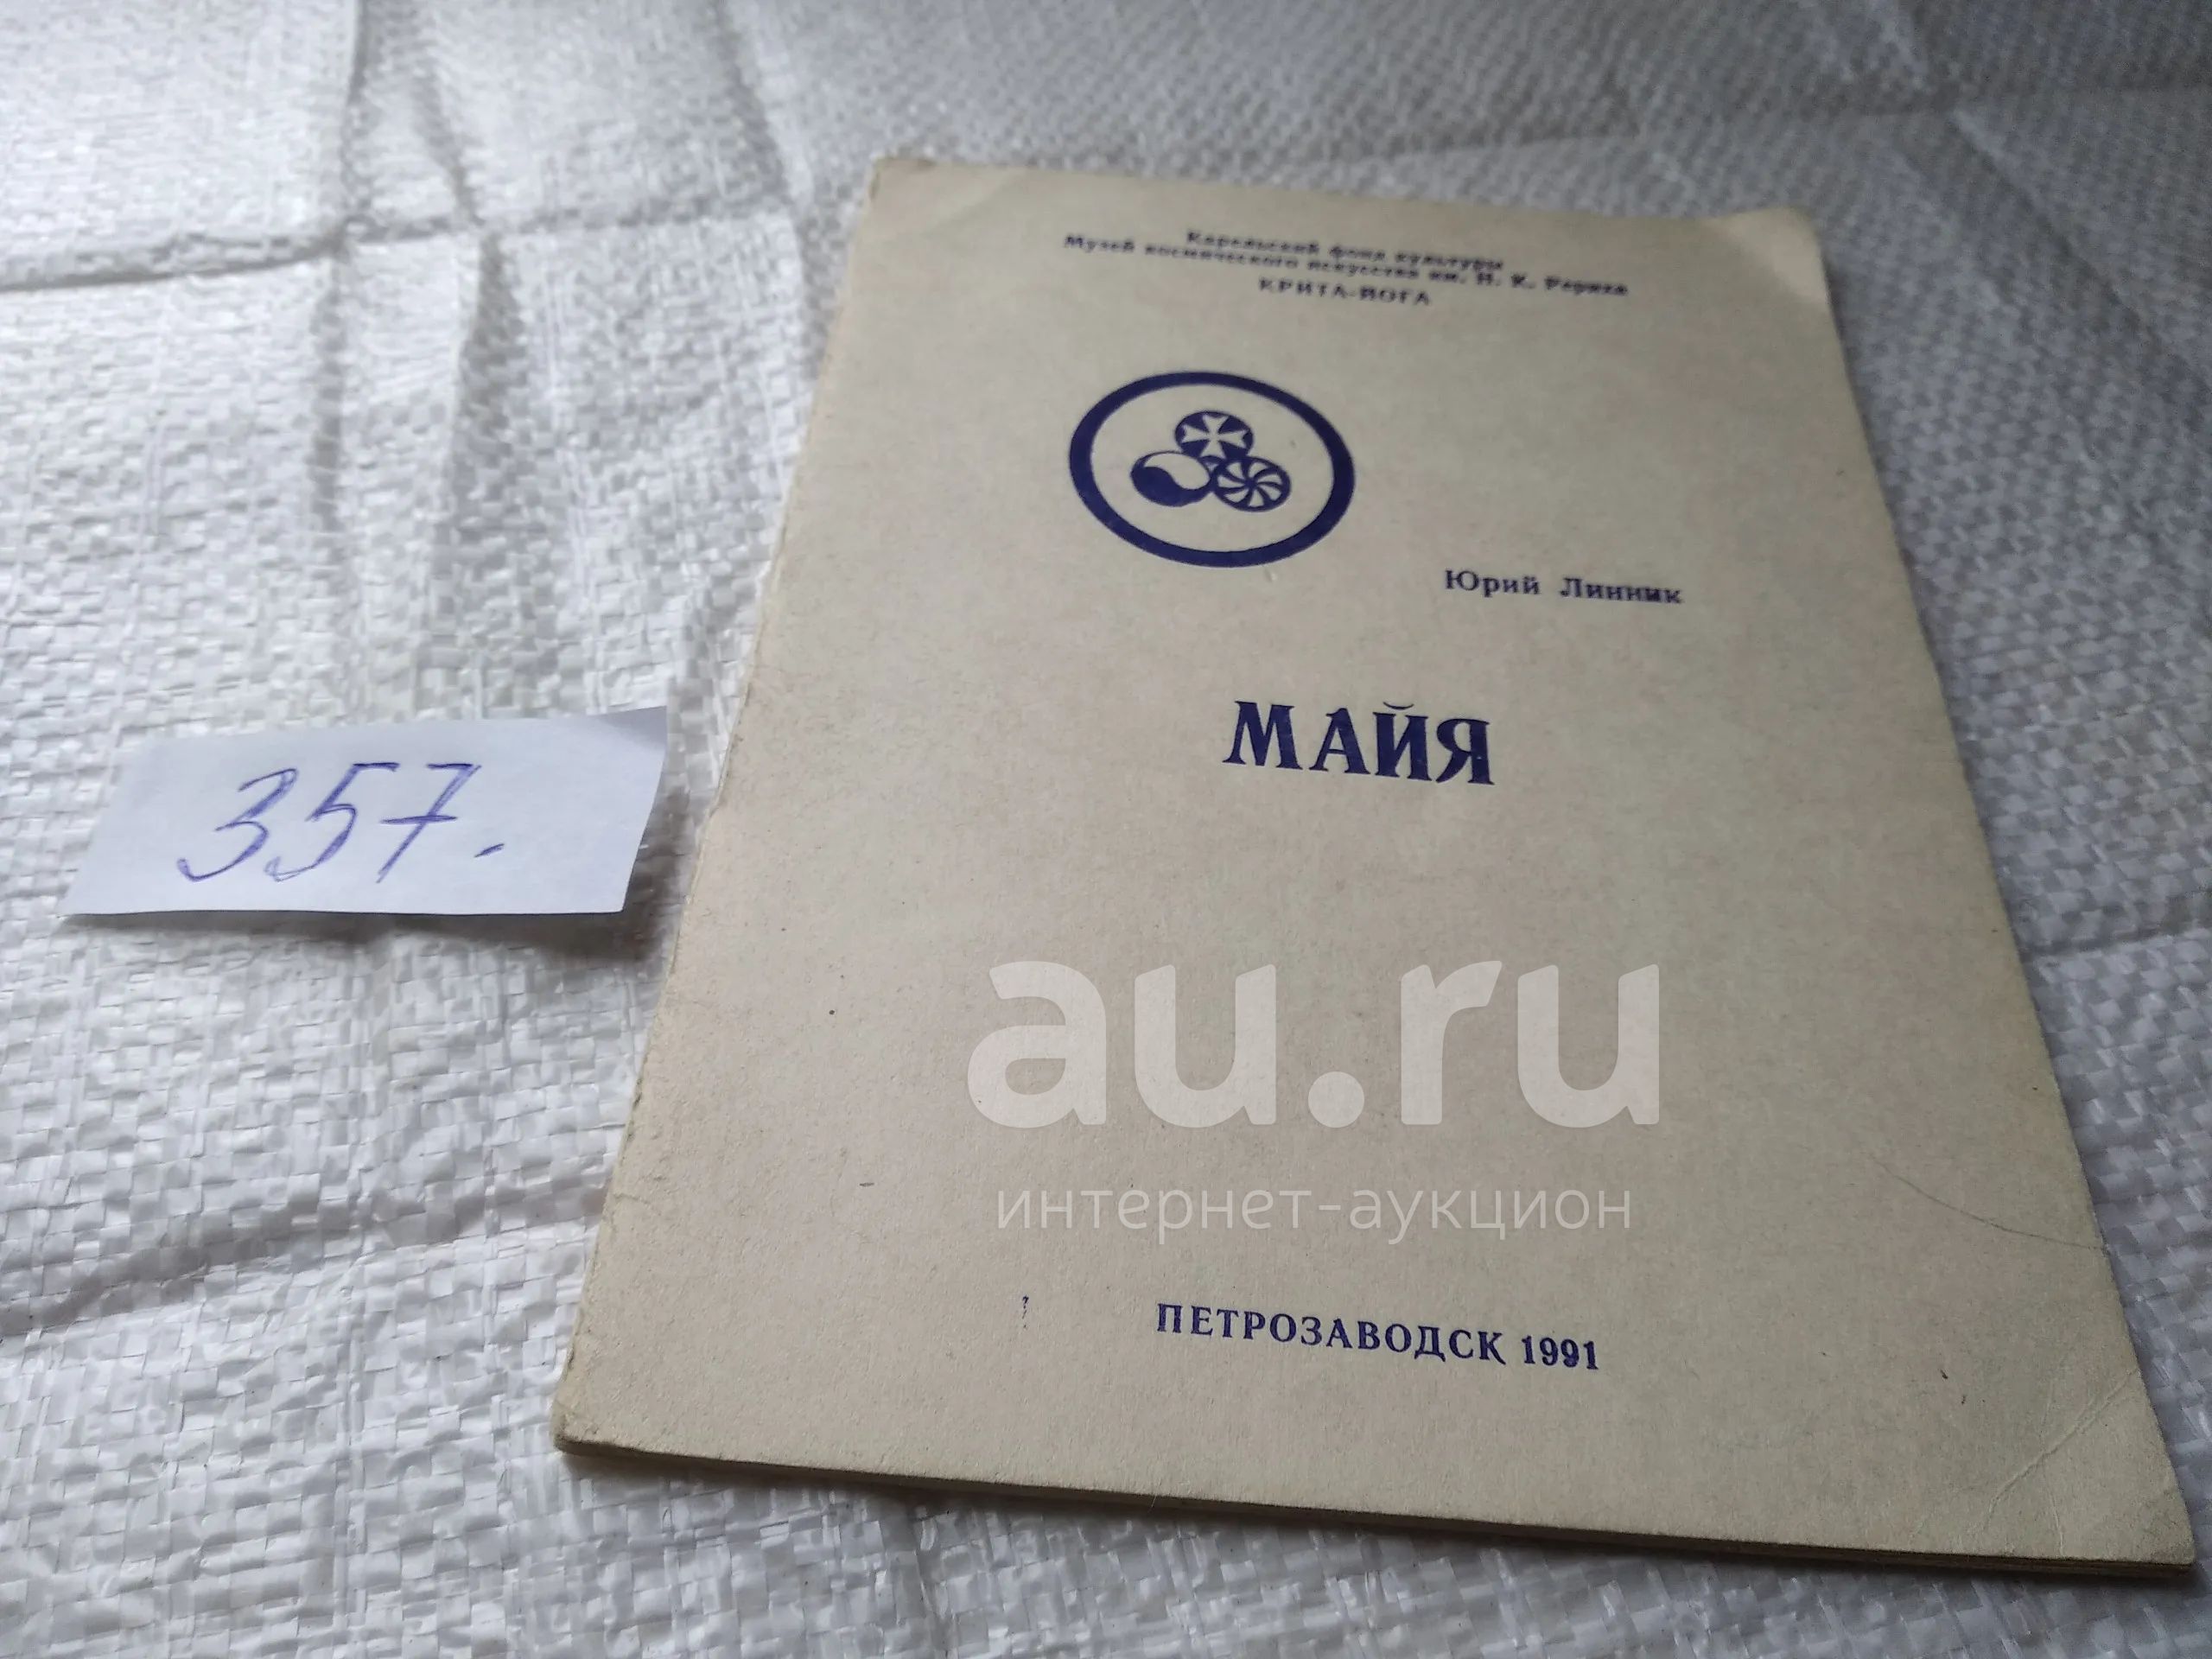 Карельский фонд культуры
Музей космического искусства им. Н. К. Рериха
КРИТА-ЙОГА
Юрий Линник
МАЙЯ
357.
au.ru
интернет-аукцион
ПЕТРОЗАВОДСК 1991